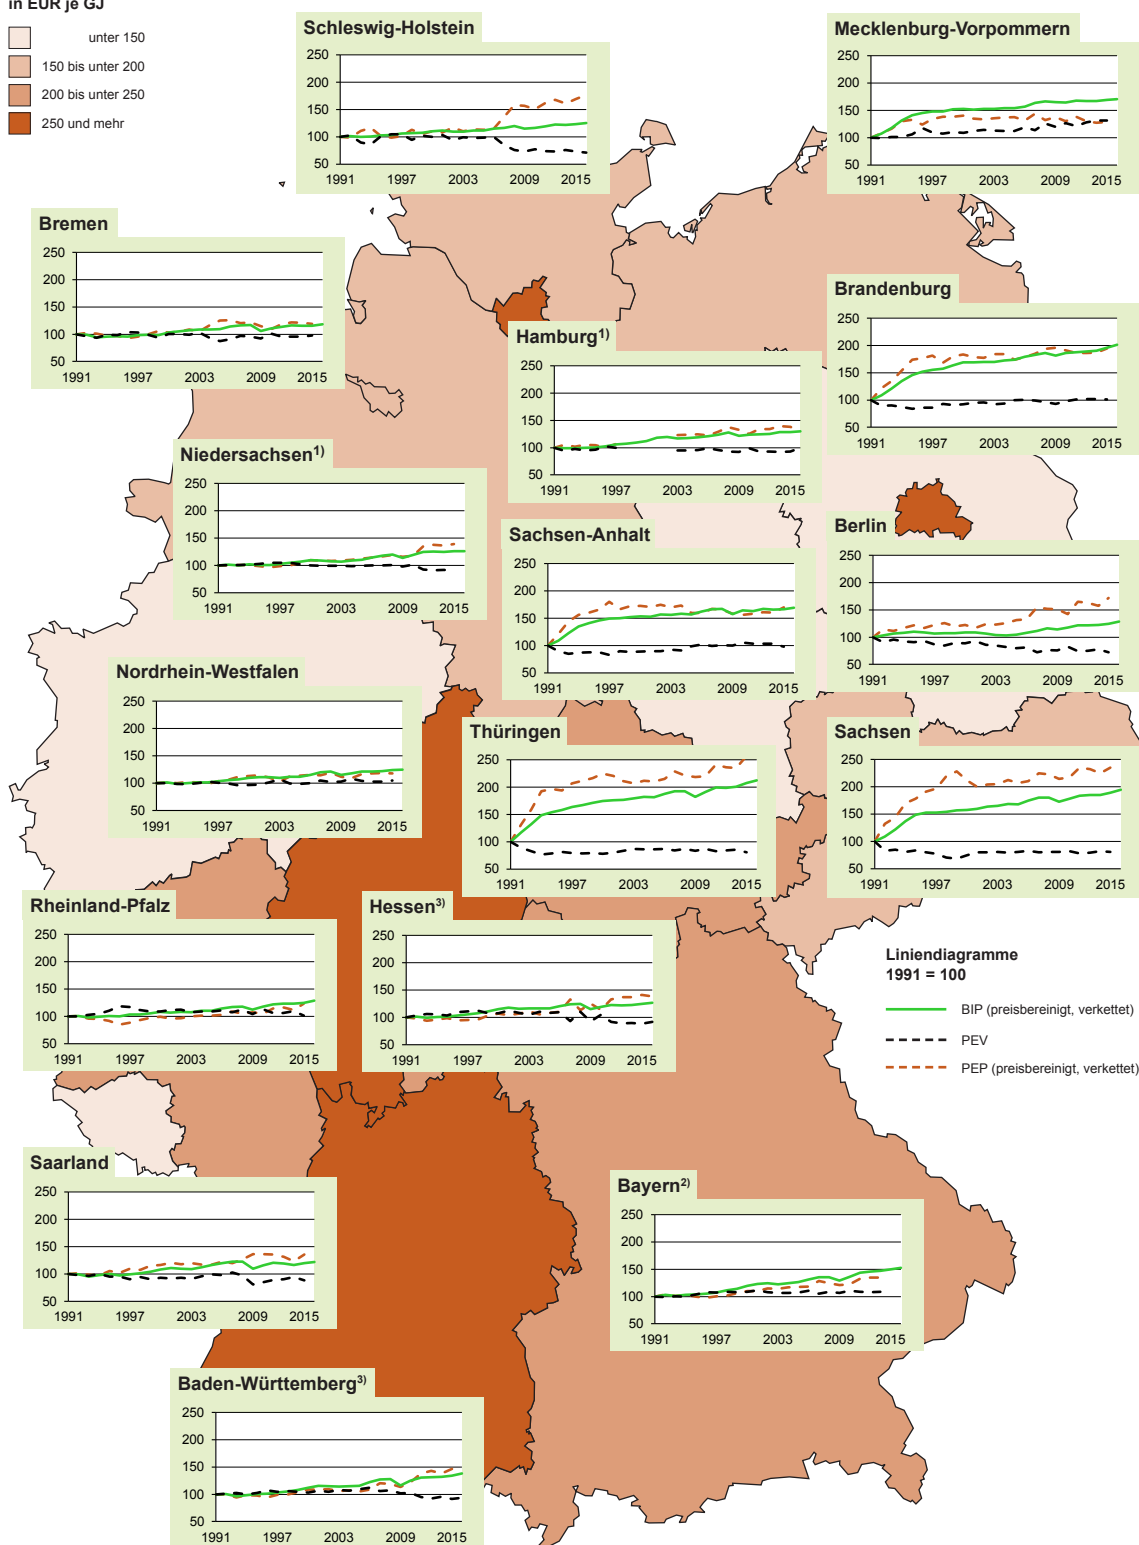 in EUR je GJ
unter 150
150 bis unter 200
200 bis unter 250
250 und mehr
Schleswig-Holstein
250
200
150
100
50
1991 1997 2003 2009 2015
Mecklenburg-Vorpommern
250
200
150
100
50
1991 1997 2003 2009 2015
Bremen
250
200
150
100
50
1991 1997 2003 2009 2015
Brandenburg
250
200
150
100
50
1991 1997 2003 2009 2015
Hamburg1)
250
200
150
100
50
1991 1997 2003 2009 2015
Niedersachsen1)
250
200
150
100
50
1991 1997 2003 2009 2015
Sachsen-Anhalt
250
200
150
100
50
1991 1997 2003 2009 2015
Berlin
250
200
150
100
50
1991 1997 2003 2009 2015
Nordrhein-Westfalen
250
200
150
100
50
1991 1997 2003 2009 2015
Thüringen
250
200
150
100
50
1991 1997 2003 2009 2015
Sachsen
250
200
150
100
50
1991 1997 2003 2009 2015
Rheinland-Pfalz
250
200
150
100
50
1991 1997 2003 2009 2015
Hessen3)
250
200
150
100
50
1991 1997 2003 2009 2015
Liniendiagramme
1991 = 100
BIP (preisbereinigt, verkettet)
PEV
PEP (preisbereinigt, verkettet)
Saarland
250
200
150
100
50
1991 1997 2003 2009 2015
Bayern2)
250
200
150
100
50
1991 1997 2003 2009 2015
Baden-Württemberg3)
250
200
150
100
50
1991 1997 2003 2009 2015